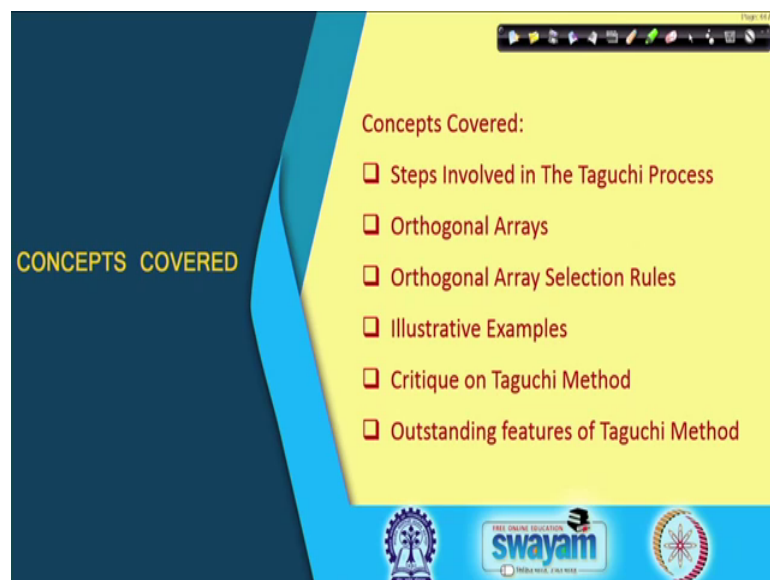 CONCEPTS COVERED
Concepts Covered:
Steps Involved in The Taguchi Process
Orthogonal Arrays
Orthogonal Array Selection Rules
Illustrative Examples
Critique on Taguchi Method
Outstanding features of Taguchi Method
FREE ONLINE EDUCATION
swayam